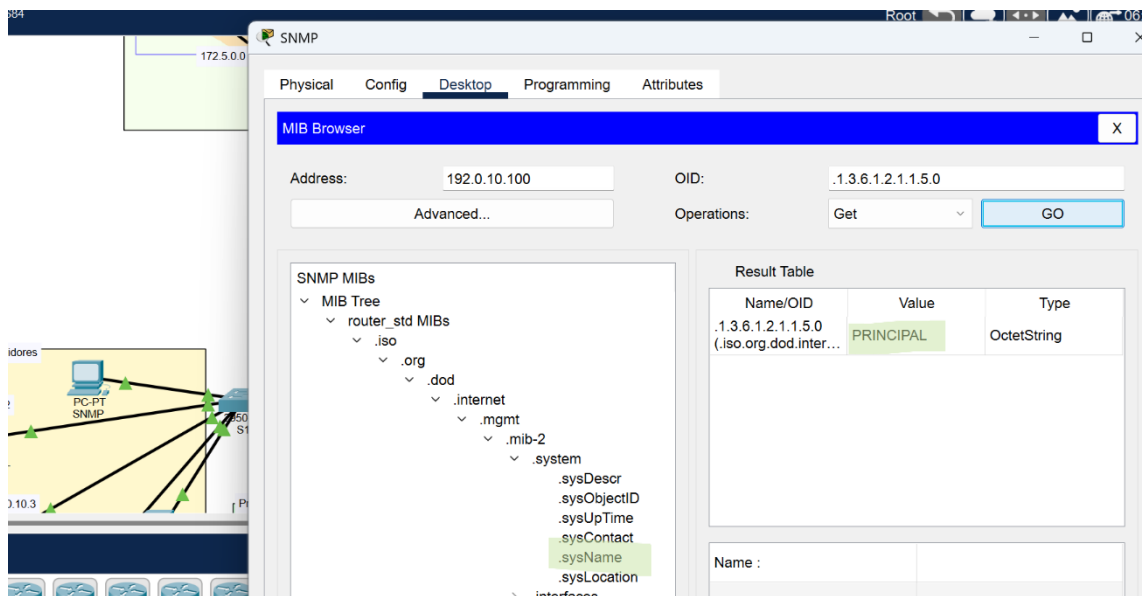 584
Root
06
172.5.0.0
SNMP
Physical Config Desktop Programming Attributes
MIB Browser X
Address: 192.0.10.100 OID: .1.3.6.1.2.1.1.5.0
Advanced... Operations: Get GO
SNMP MIBs
MIB Tree
router_std MIBs
.iso
.org
.dod
.internet
.mgmt
.mib-2
.system
.sysDescr
.sysObjectID
.sysUpTime
.sysContact
.sysName
.sysLocation
.interfaces
Result Table
Name/OID Value Type
.1.3.6.1.2.1.1.5.0 PRINCIPAL OctetString
(.iso.org.dod.inter...
Name :
idores
PC-PT
SNMP
S1
0.10.3